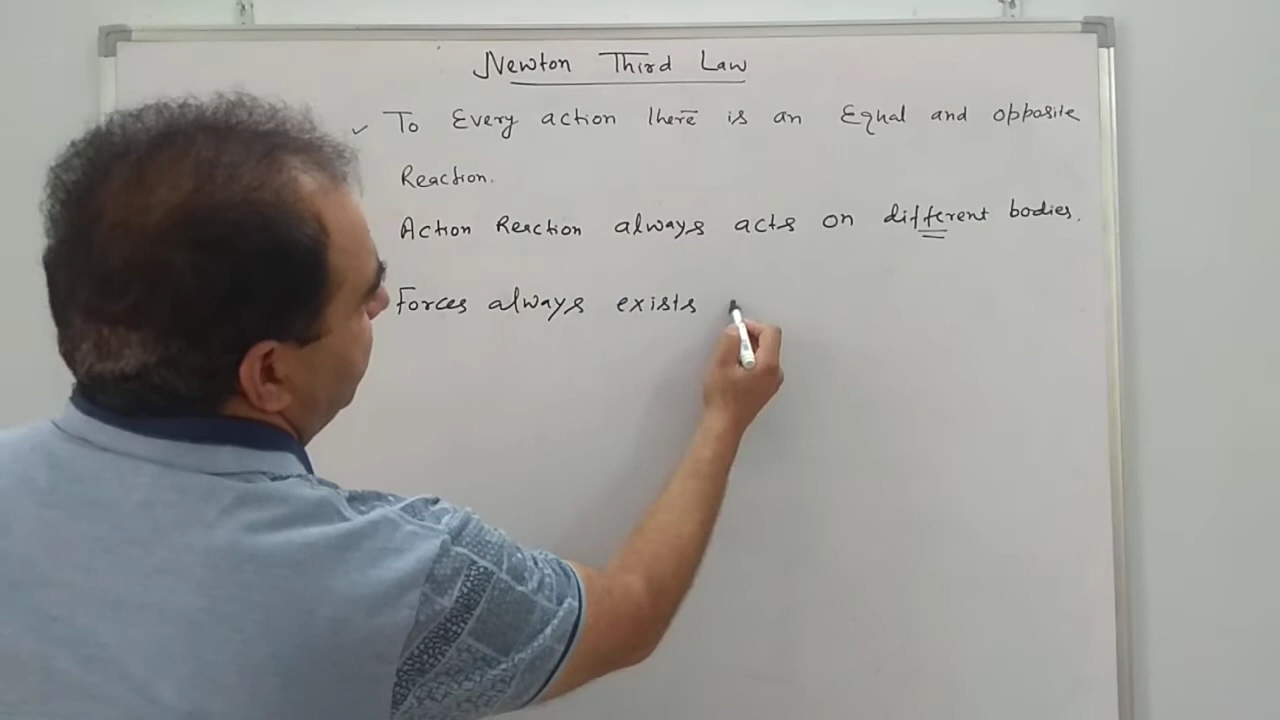 Newton Third Law
✓ To Every action there is an Equal and opposite
Reaction.
Action Reaction always acts on different bodies.
Forces always exists